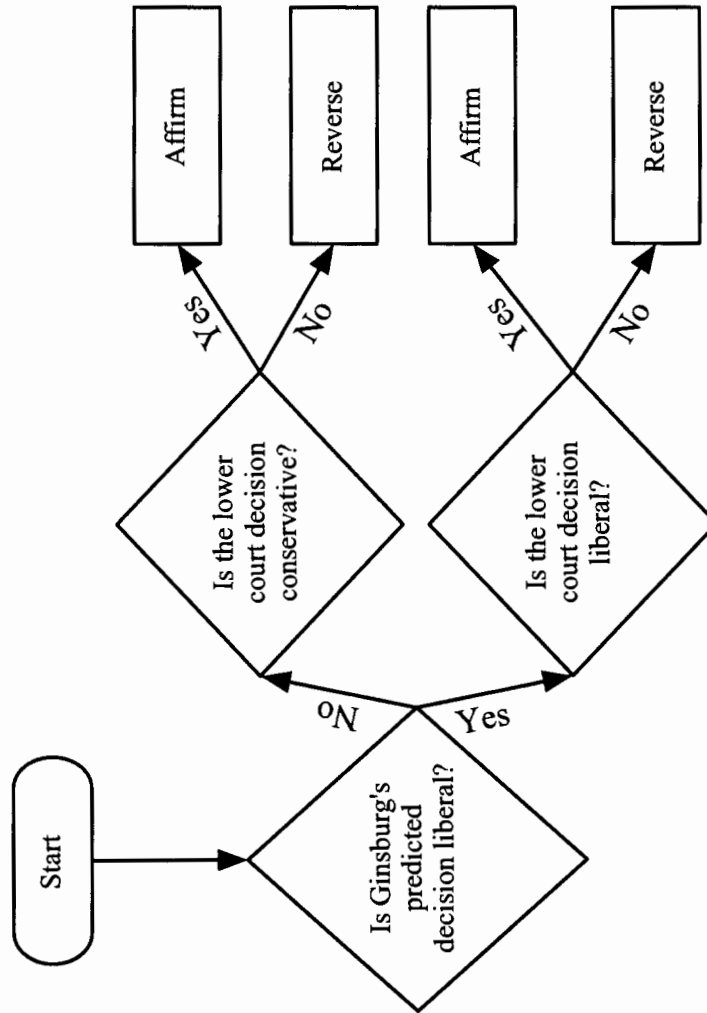 Start
Is Ginsburg's
predicted
decision liberal?
No
Yes
Is the lower
court decision
conservative?
Yes
No
Affirm
Reverse
Is the lower
court decision
liberal?
Yes
No
Affirm
Reverse